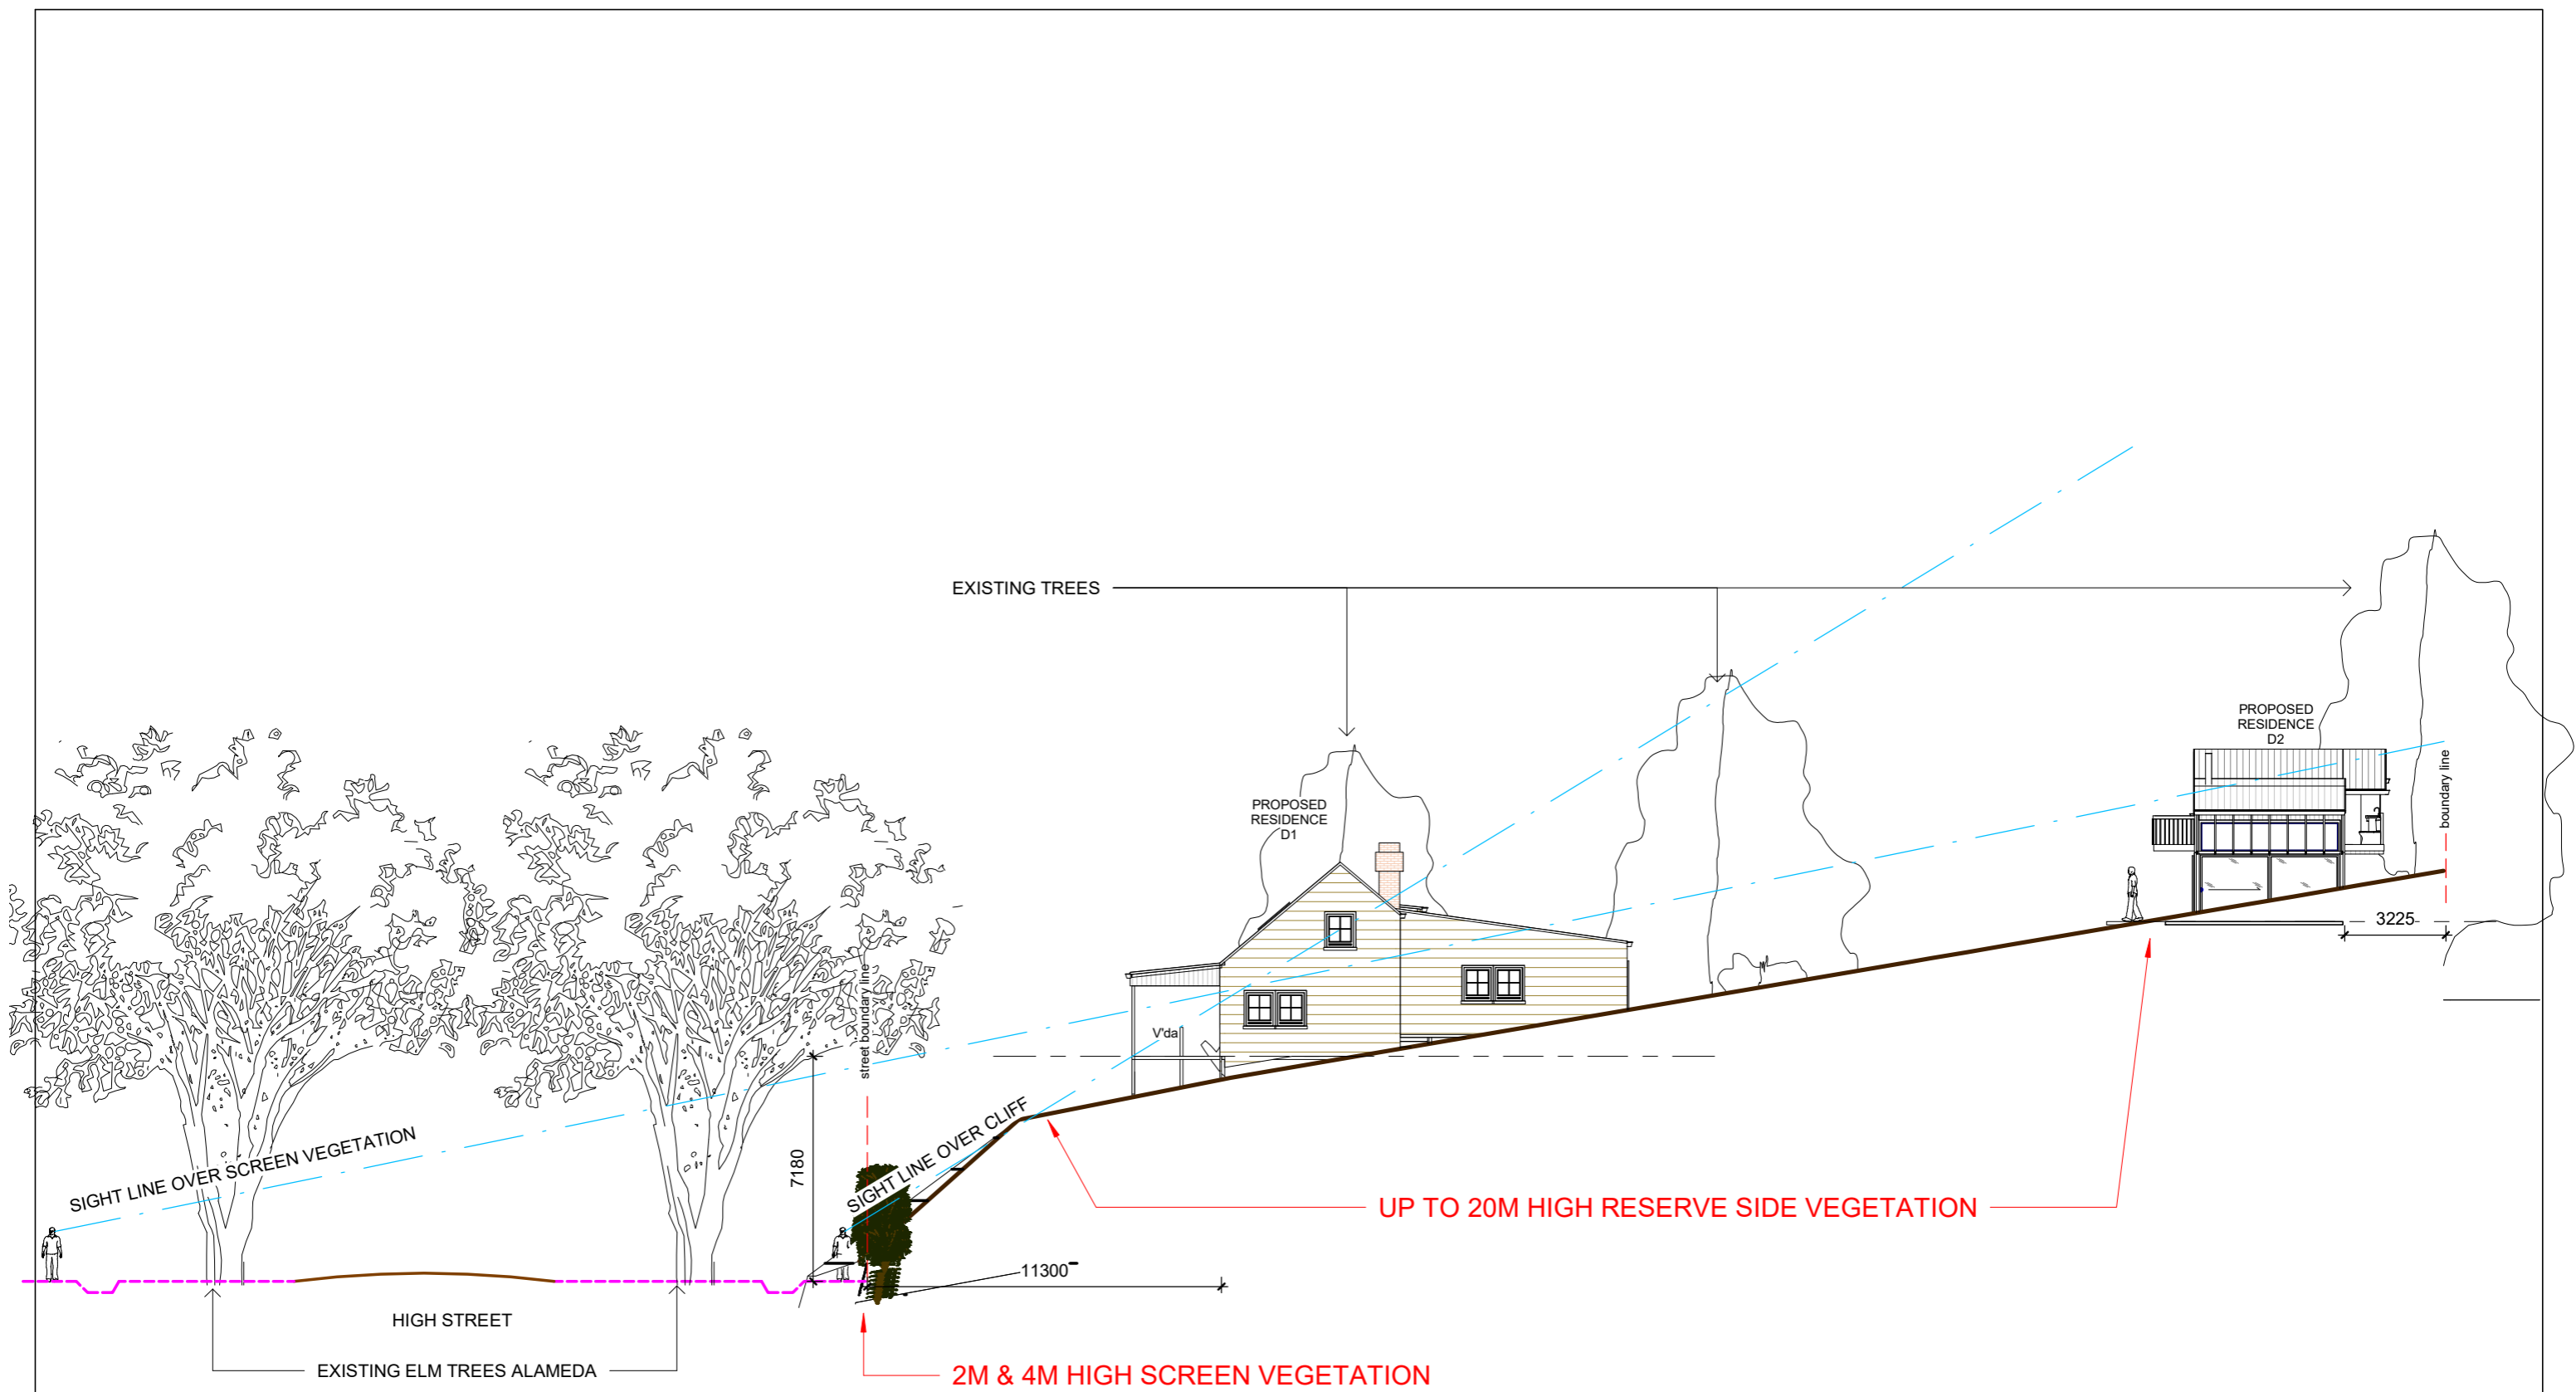 EXISTING TREES
PROPOSED
RESIDENCE
D2
boundary line
PROPOSED
RESIDENCE
D1
3225
street boundary line
V'da
SIGHT LINE OVER SCREEN VEGETATION
SIGHT LINE OVER CLIFF
7180
UP TO 20M HIGH RESERVE SIDE VEGETATION
11300
HIGH STREET
EXISTING ELM TREES ALAMEDA
2M & 4M HIGH SCREEN VEGETATION